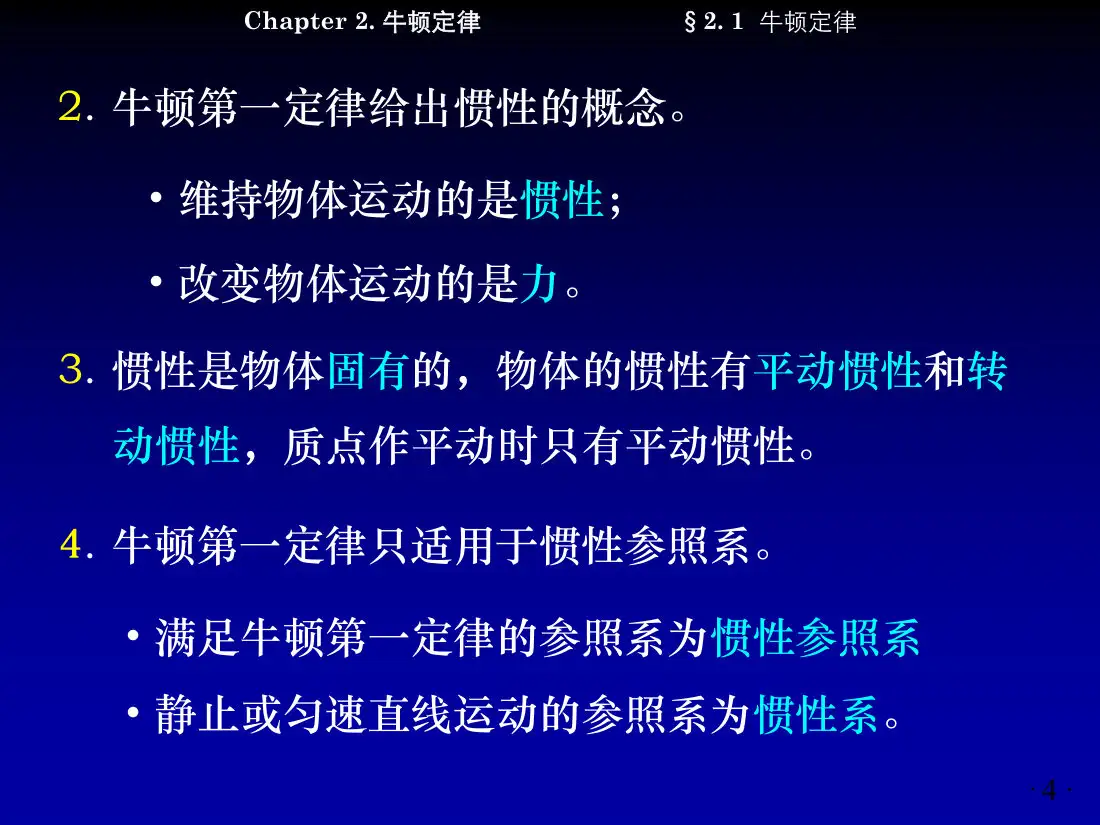 Chapter 2. 牛顿定律 §2. 1 牛顿定律
2. 牛顿第一定律给出惯性的概念。
·维持物体运动的是惯性；
·改变物体运动的是力。
3. 惯性是物体固有的，物体的惯性有平动惯性和转
动惯性，质点作平动时只有平动惯性。
4. 牛顿第一定律只适用于惯性参照系。
·满足牛顿第一定律的参照系为惯性参照系
·静止或匀速直线运动的参照系为惯性系。
·4·